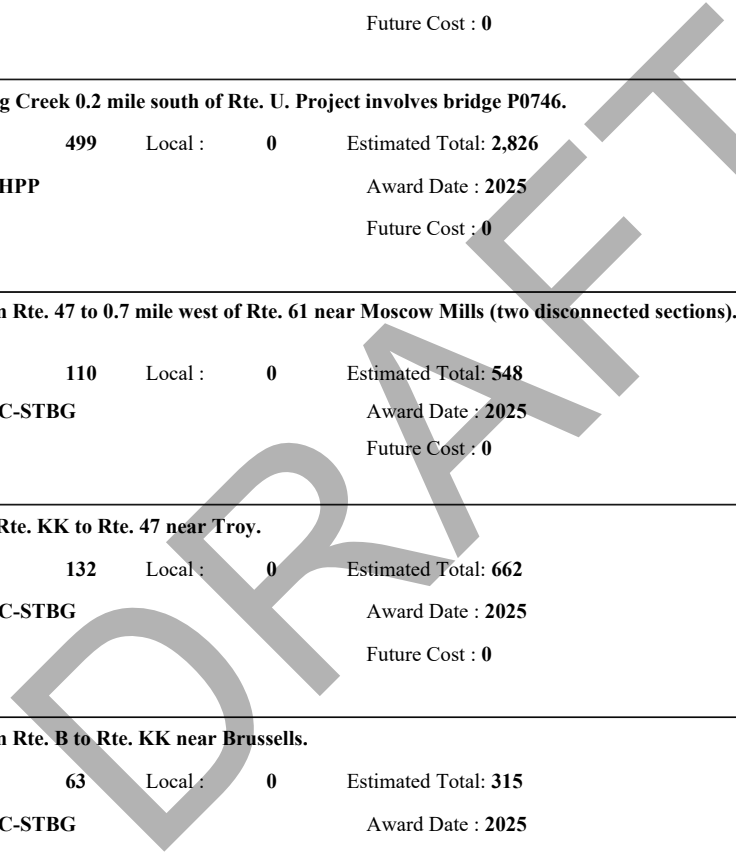 Future Cost : 0
g Creek 0.2 mile south of Rte. U. Project involves bridge P0746.
499 Local : 0 Estimated Total: 2,826
HPP Award Date : 2025
Future Cost : 0
n Rte. 47 to 0.7 mile west of Rte. 61 near Moscow Mills (two disconnected sections).
110 Local : 0 Estimated Total: 548
C-STBG Award Date : 2025
Future Cost : 0
Rte. KK to Rte. 47 near Troy.
132 Local : 0 Estimated Total: 662
C-STBG Award Date : 2025
Future Cost : 0
n Rte. B to Rte. KK near Brussells.
63 Local : 0 Estimated Total: 315
C-STBG Award Date : 2025
DRAFT